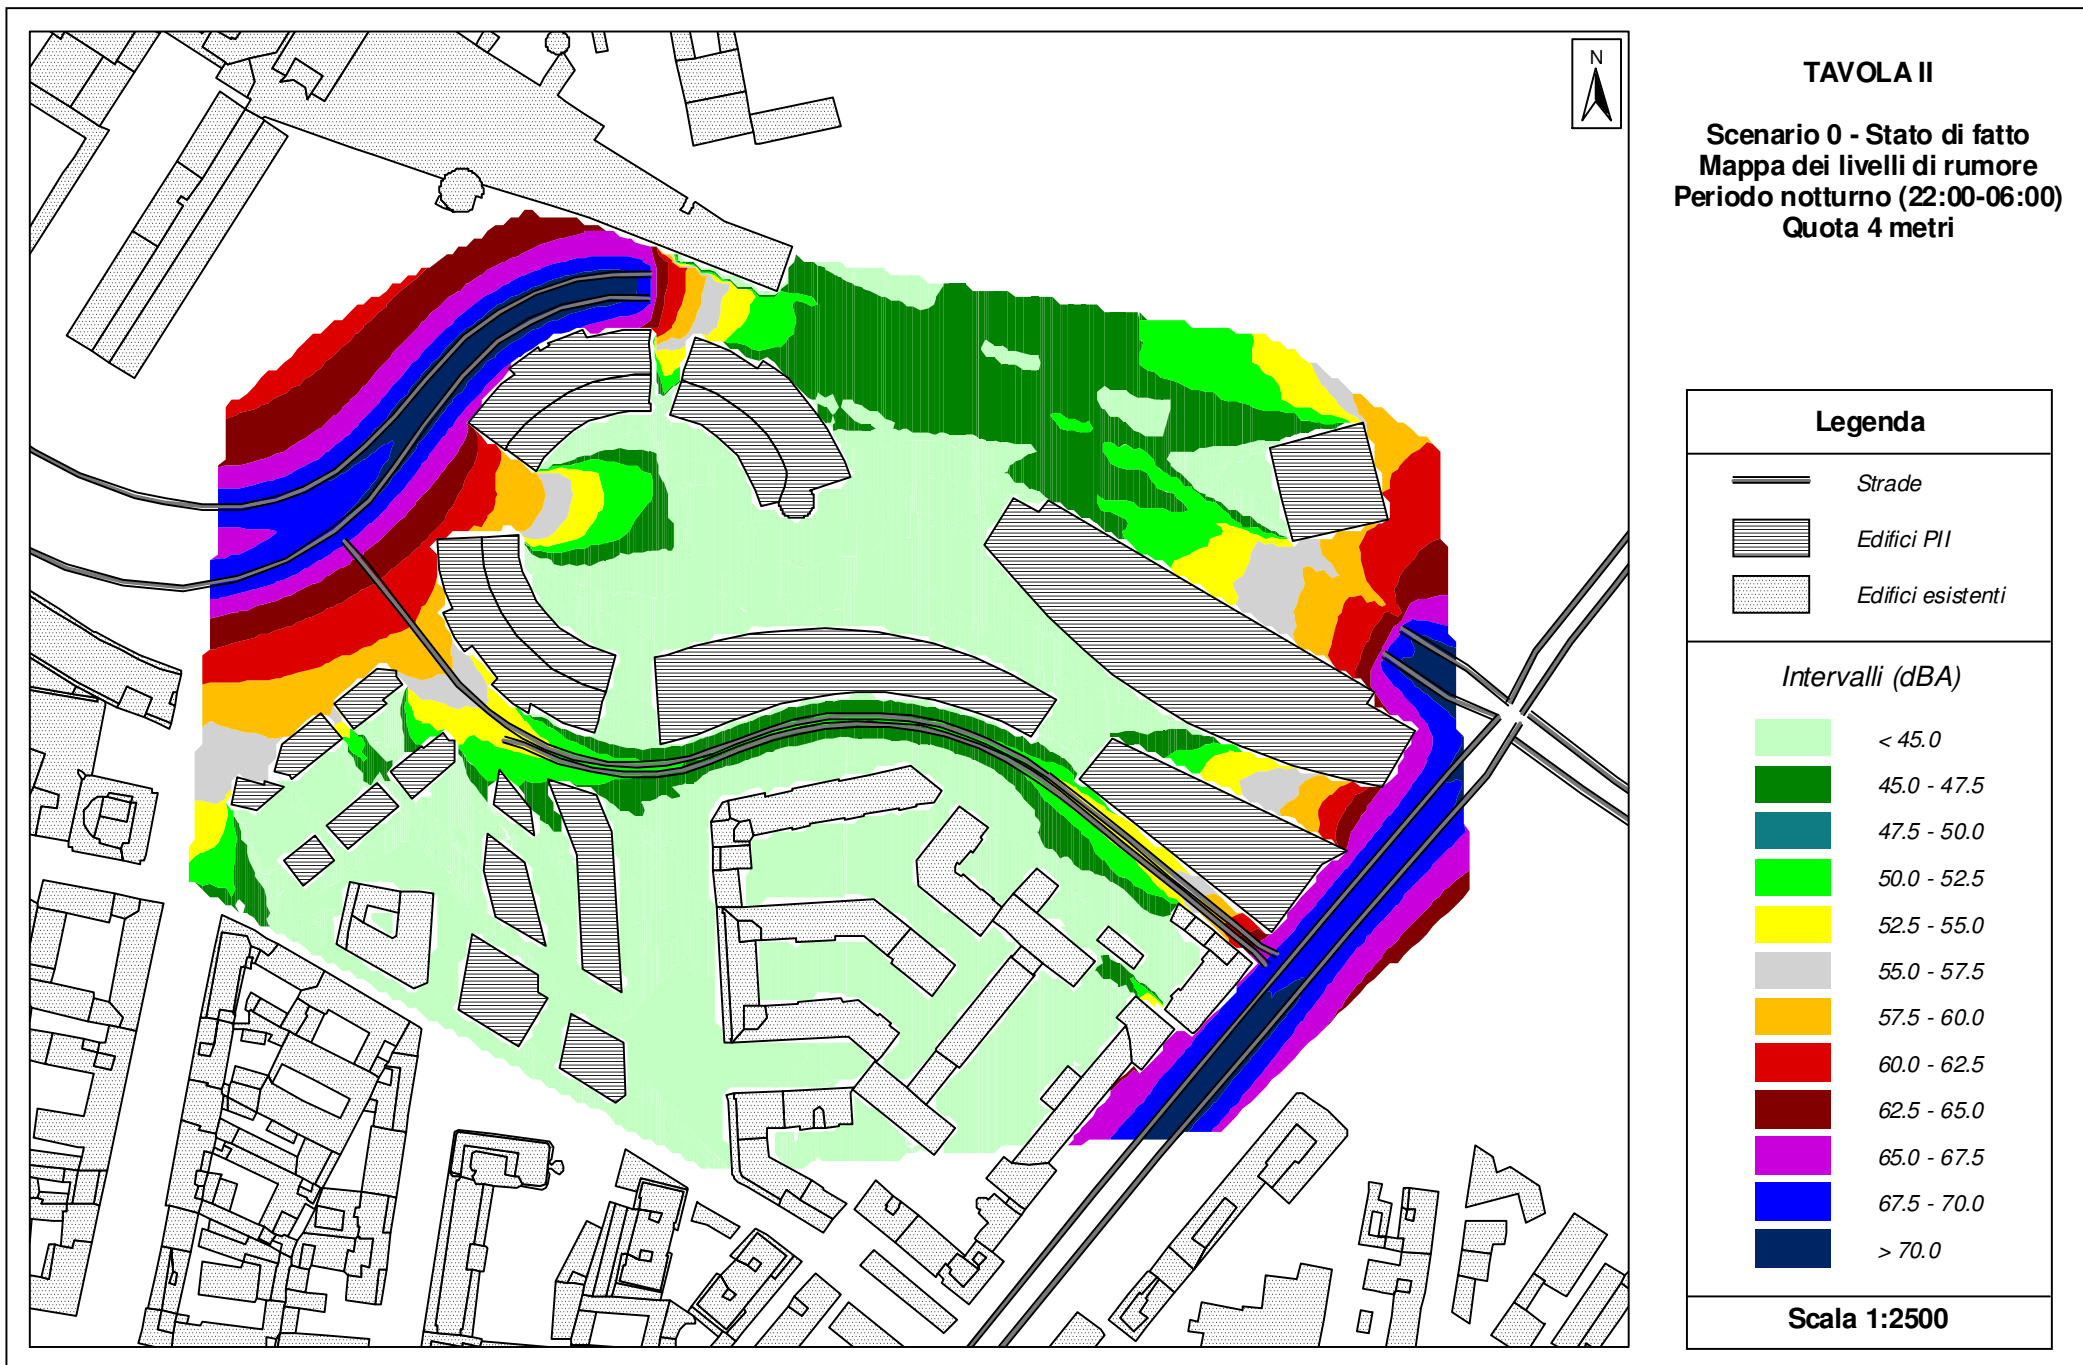 N
TAVOLA II
Scenario 0 - Stato di fatto
Mappa dei livelli di rumore
Periodo notturno (22:00-06:00)
Quota 4 metri
Legenda
Strade
Edifici PII
Edifici esistenti
Intervalli (dBA)
< 45.0
45.0 - 47.5
47.5 - 50.0
50.0 - 52.5
52.5 - 55.0
55.0 - 57.5
57.5 - 60.0
60.0 - 62.5
62.5 - 65.0
65.0 - 67.5
67.5 - 70.0
> 70.0
Scala 1:2500